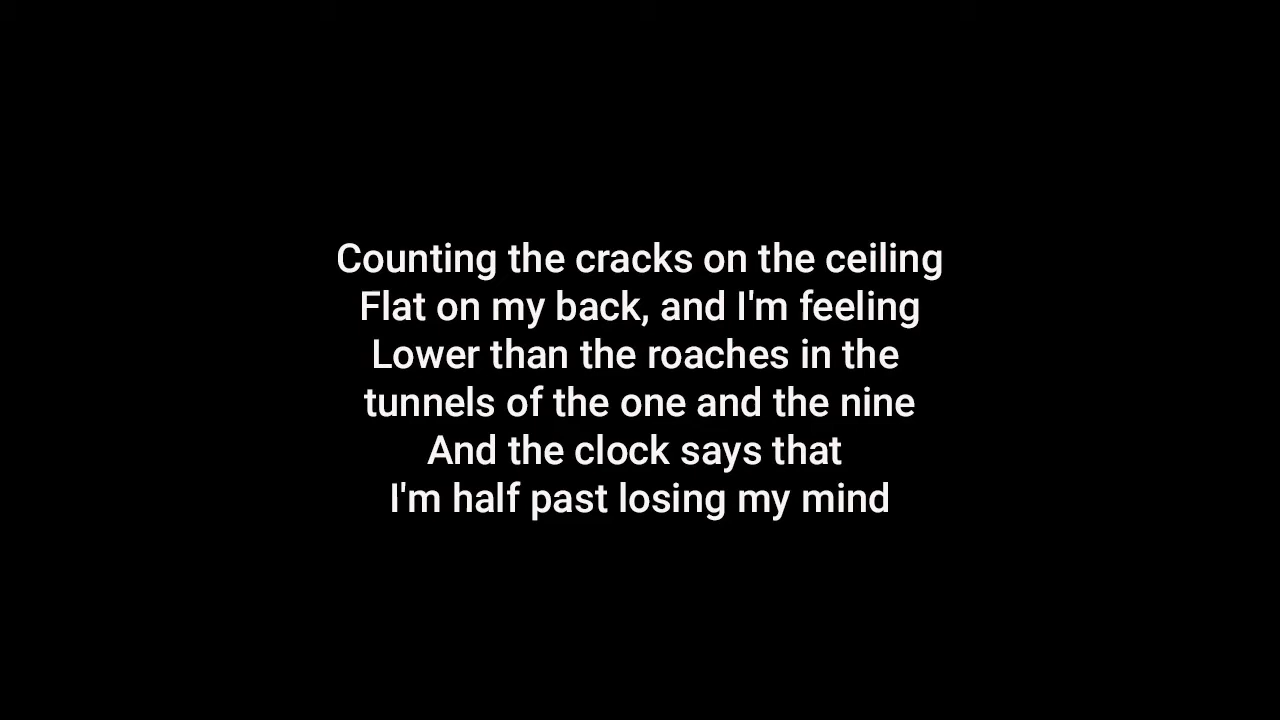 Counting the cracks on the ceiling
Flat on my back, and I'm feeling
Lower than the roaches in the
tunnels of the one and the nine
And the clock says that
I'm half past losing my mind